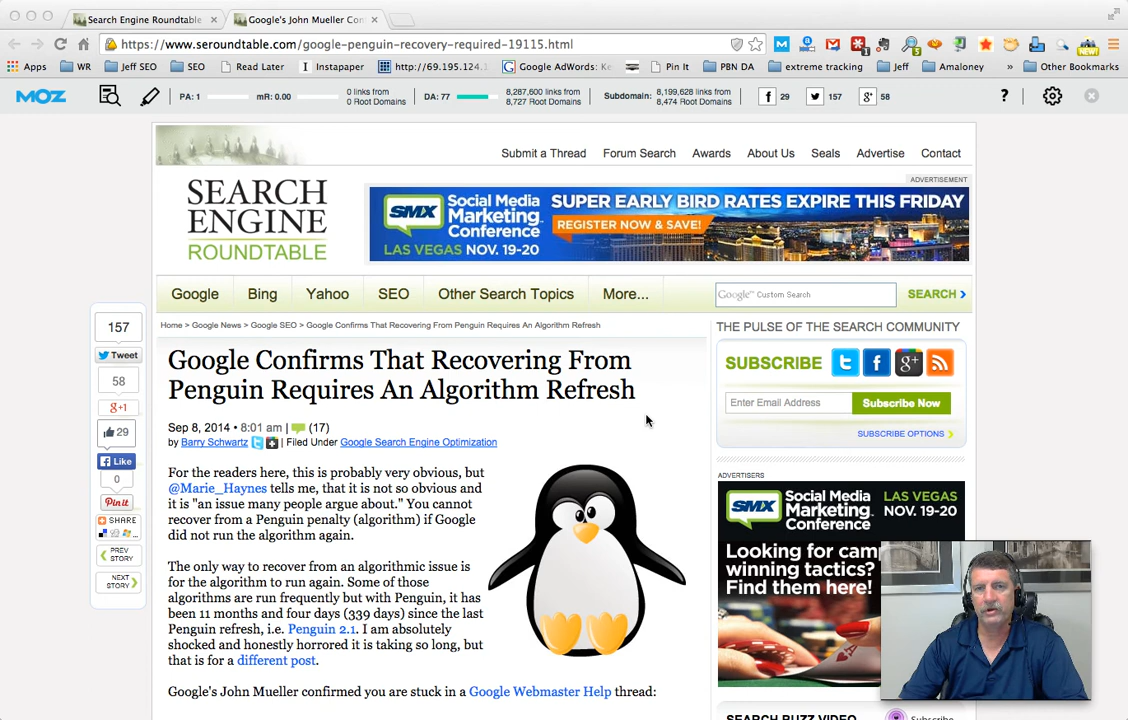 Search Engine Roundtable
Google's John Mueller Con
https://www.seroundtable.com/google-penguin-recovery-required-19115.html
Apps WR Jeff SEO SEO Read Later Instapaper http://69.195.124. Google AdWords: Ke Pin It PBN DA extreme tracking Jeff Amaloney » Other Bookmarks
MOZ PA: 1 mR: 0.00 0 links from DA: 77 8,287,600 links from Subdomain: 8,199,628 links from 29 157 58 ?
0 Root Domains 8,727 Root Domains 8,474 Root Domains
Submit a Thread Forum Search Awards About Us Seals Advertise Contact
ADVERTISEMENT
SEARCH
ENGINE
ROUNDTABLE
SMX Social Media
Marketing
Conference
LAS VEGAS NOV. 19-20
SUPER EARLY BIRD RATES EXPIRE THIS FRIDAY
REGISTER NOW & SAVE!
Google Bing Yahoo SEO Other Search Topics More...
Google Custom Search SEARCH
Home > Google News > Google SEO > Google Confirms That Recovering From Penguin Requires An Algorithm Refresh
157
Tweet
58
+1
29
Like
0
Pinit
SHARE
PREV
STORY
NEXT
STORY
Google Confirms That Recovering From
Penguin Requires An Algorithm Refresh
Sep 8, 2014 • 8:01 am | (17)
by Barry Schwartz | Filed Under Google Search Engine Optimization
For the readers here, this is probably very obvious, but
@Marie_Haynes tells me, that it is not so obvious and
it is "an issue many people argue about." You cannot
recover from a Penguin penalty (algorithm) if Google
did not run the algorithm again.
The only way to recover from an algorithmic issue is
for the algorithm to run again. Some of those
algorithms are run frequently but with Penguin, it has
been 11 months and four days (339 days) since the last
Penguin refresh, i.e. Penguin 2.1. I am absolutely
shocked and honestly horrored it is taking so long, but
that is for a different post.
Google's John Mueller confirmed you are stuck in a Google Webmaster Help thread:
THE PULSE OF THE SEARCH COMMUNITY
SUBSCRIBE
Enter Email Address Subscribe Now
SUBSCRIBE OPTIONS
ADVERTISERS
SMX Social Media
Marketing
Conference
LAS VEGAS
NOV. 19-20
Looking for cam
winning tactics?
Find them here!
SEARCH BUZZ VIDEO
Subscribe